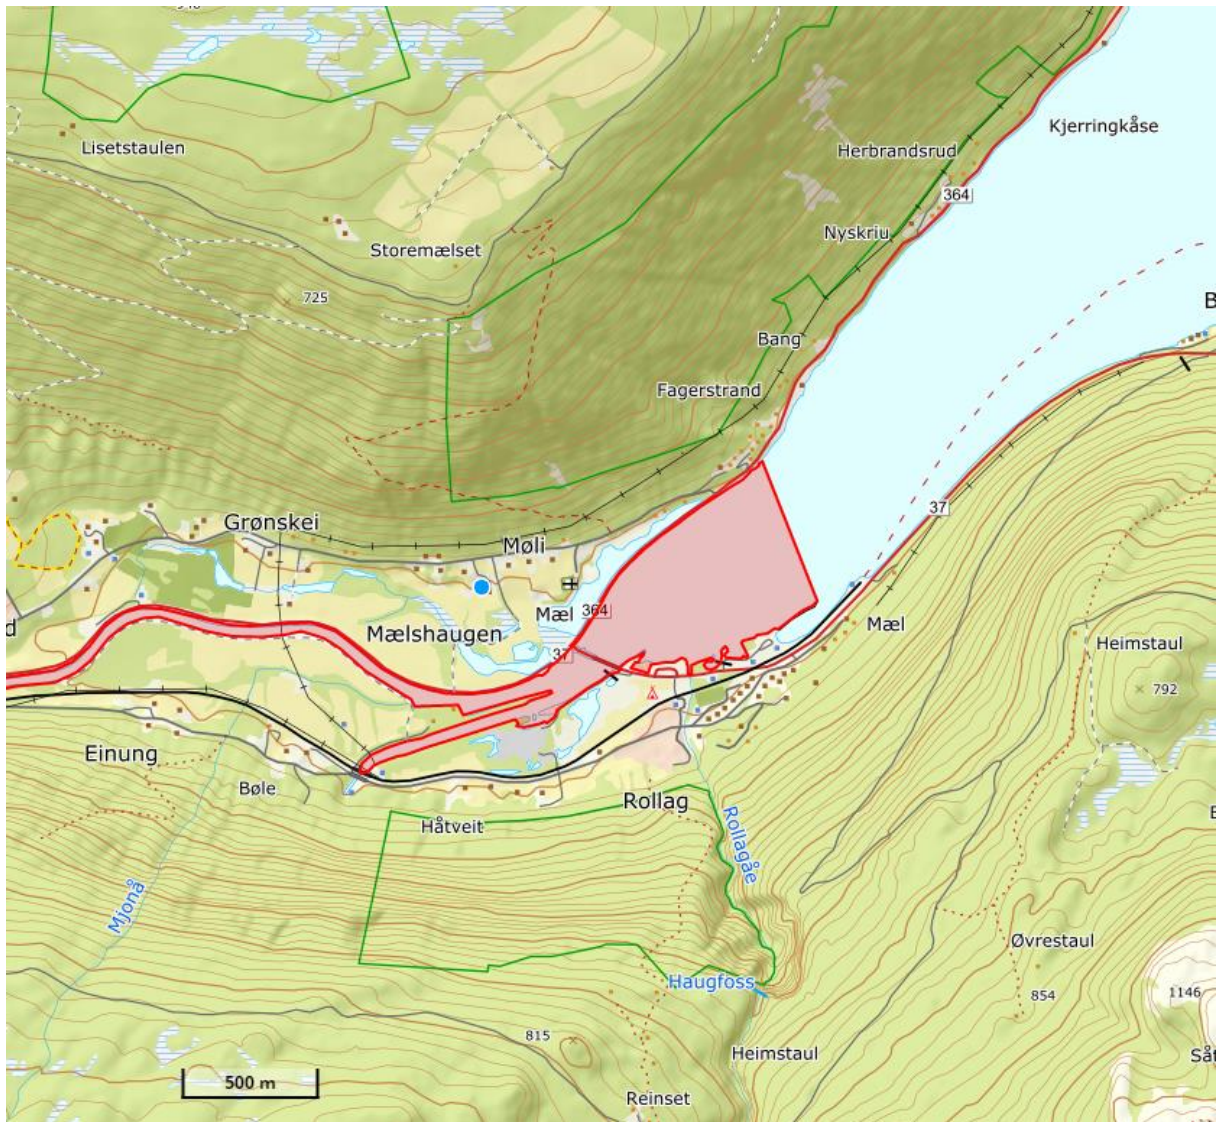 Lisetstaulen
Kjerringkåse
Herbrandsrud
364
Nyskriu
Storemælset
725
Bang
Fagerstrand
37
Grønskei
Møli
Mæl
364
Mælshaugen
37
Mæl
Heimstaul
792
Einung
Bøle
Rollag
Håtveit
Rollagåe
Mjonå
Øvrestaul
Haugfoss
854
1146
815
Heimstaul
500 m
Reinset